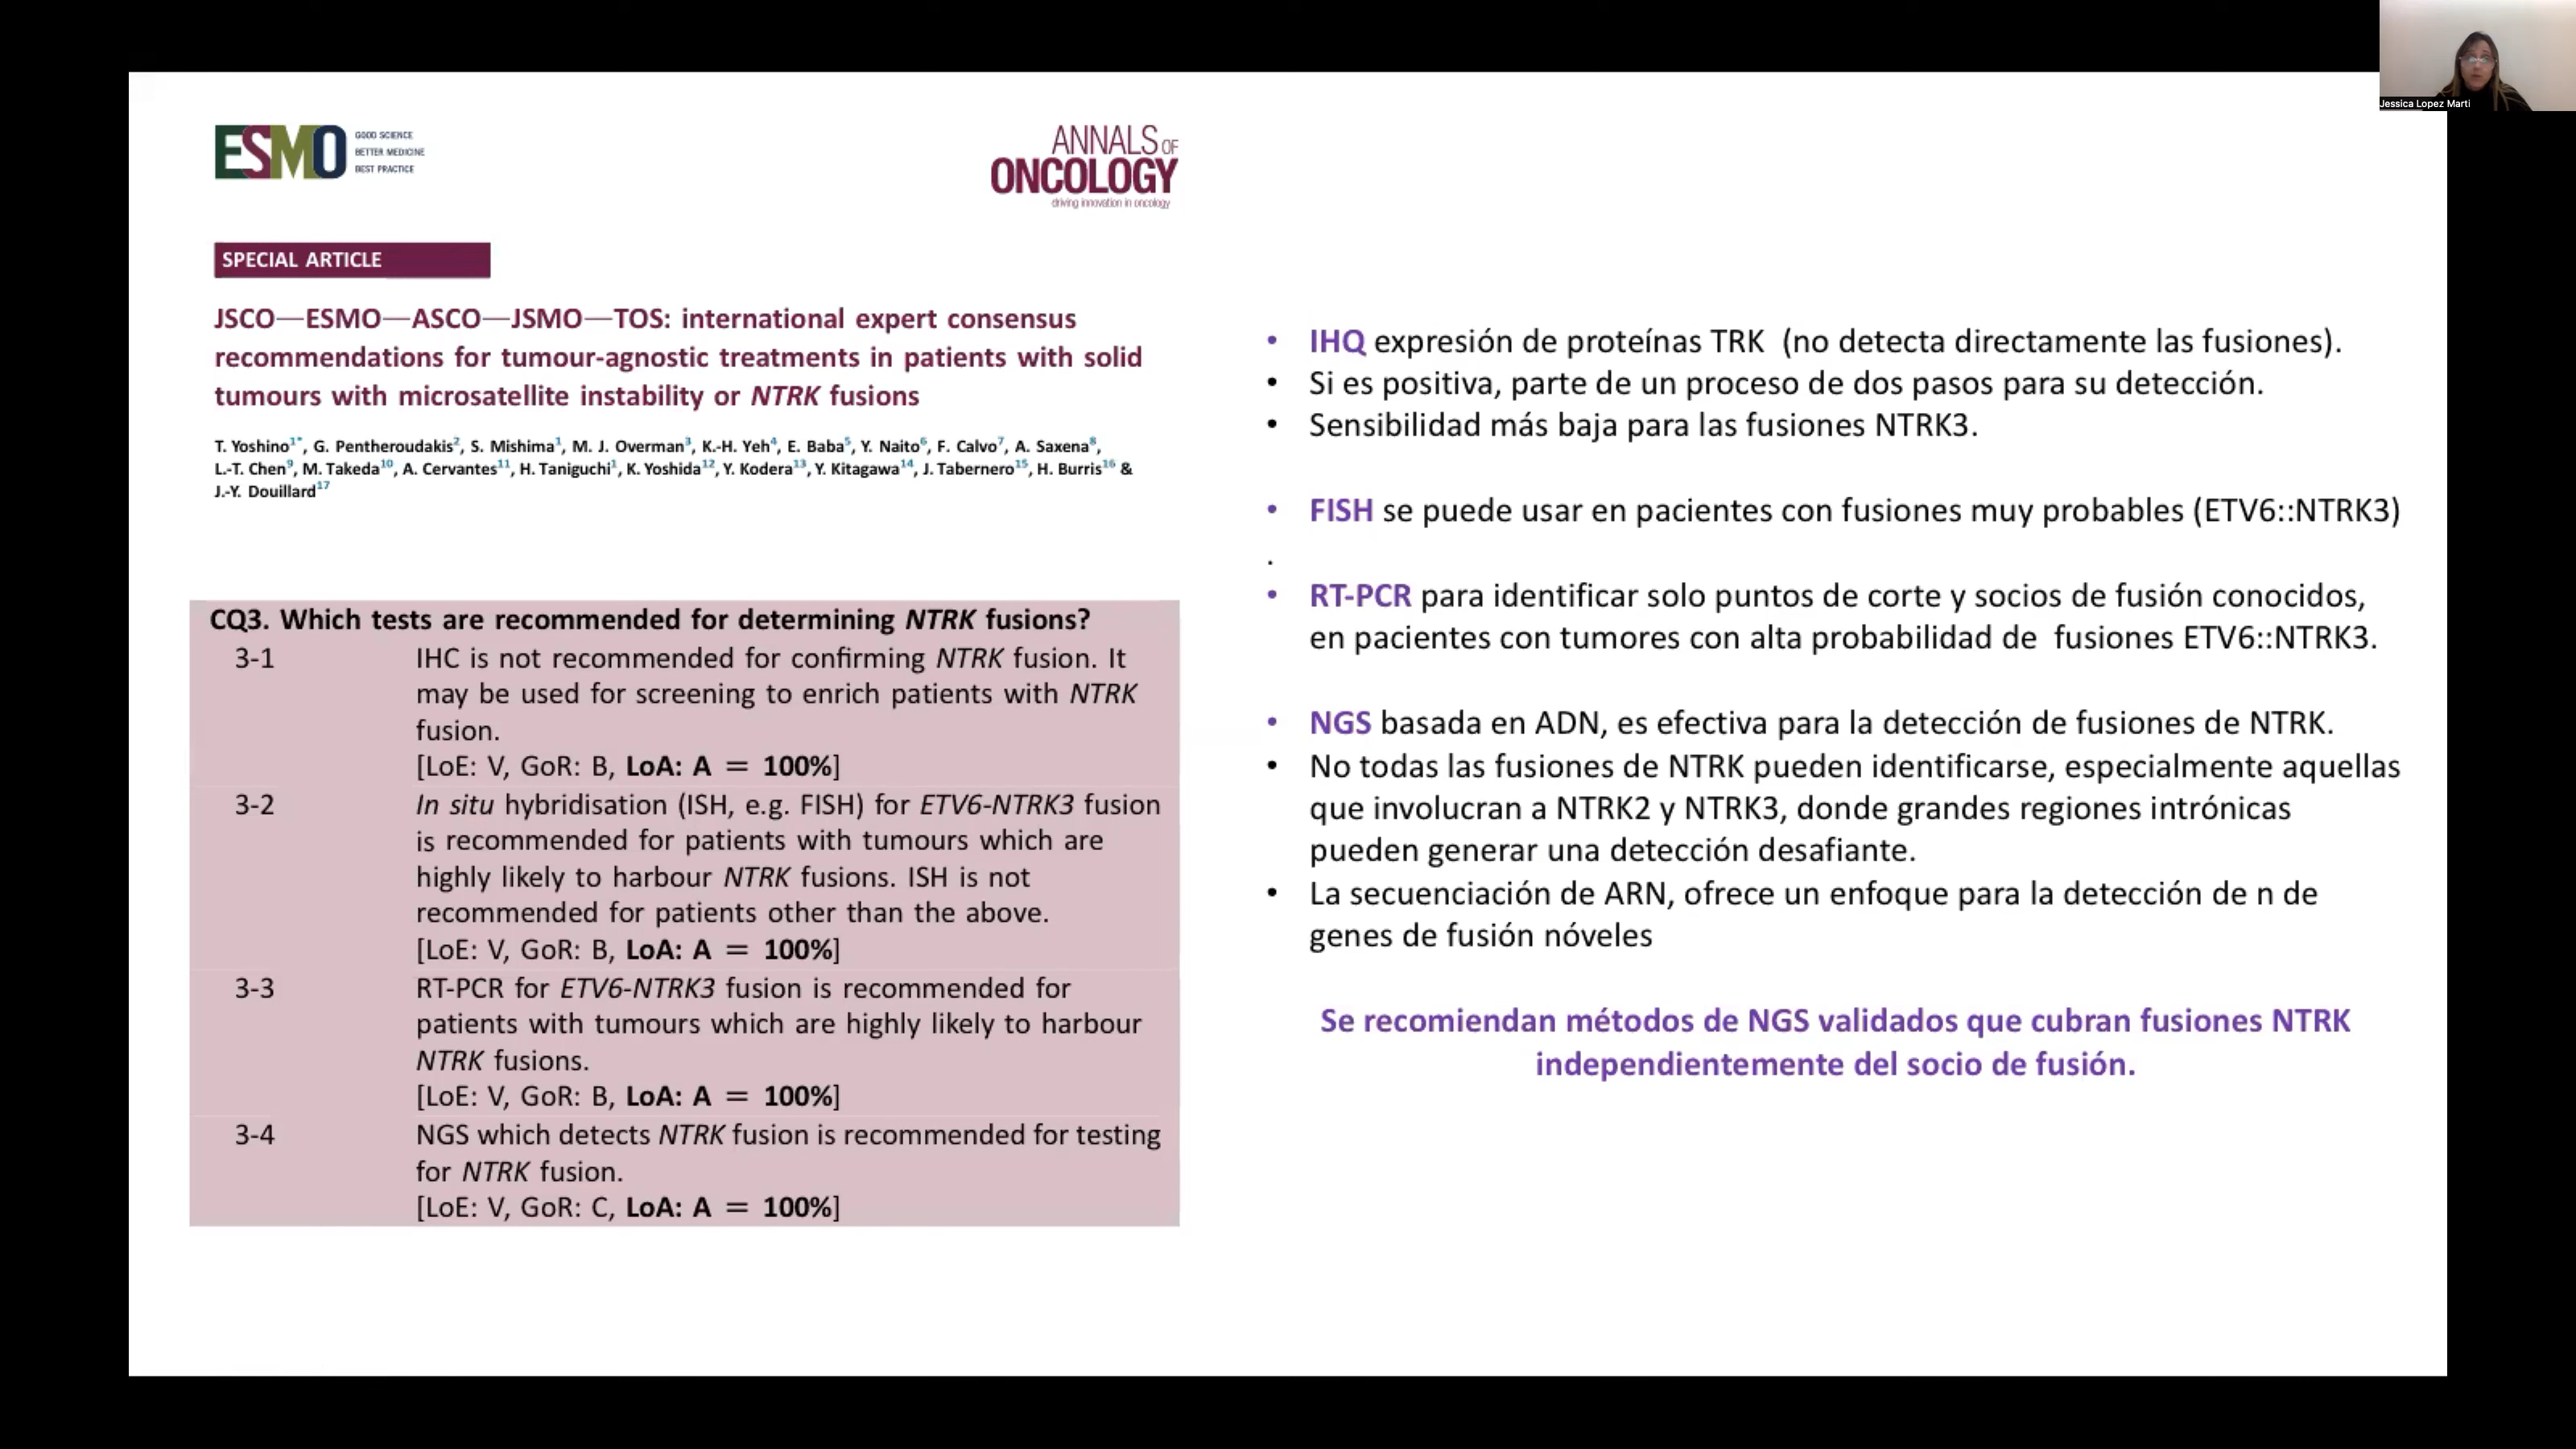 Jessica Lopez Marti
ESMO
GOOD SCIENCE
BETTER MEDICINE
BEST PRACTICE
ANNALS OF
ONCOLOGY
driving innovation in oncology
SPECIAL ARTICLE
JSCO—ESMO—ASCO—JSMO—TOS: international expert consensus
recommendations for tumour-agnostic treatments in patients with solid
tumours with microsatellite instability or NTRK fusions
T. Yoshino1*, G. Pentheroudakis2, S. Mishima1, M. J. Overman3, K.-H. Yeh4, E. Baba5, Y. Naito6, F. Calvo7, A. Saxena8,
L.-T. Chen9, M. Takeda10, A. Cervantes11, H. Taniguchi1, K. Yoshida12, Y. Kodera13, Y. Kitagawa14, J. Tabernero15, H. Burris16 &
J.-Y. Douillard17
CQ3. Which tests are recommended for determining NTRK fusions?
3-1 IHC is not recommended for confirming NTRK fusion. It
may be used for screening to enrich patients with NTRK
fusion.
[LoE: V, GoR: B, LoA: A = 100%]
3-2 In situ hybridisation (ISH, e.g. FISH) for ETV6-NTRK3 fusion
is recommended for patients with tumours which are
highly likely to harbour NTRK fusions. ISH is not
recommended for patients other than the above.
[LoE: V, GoR: B, LoA: A = 100%]
3-3 RT-PCR for ETV6-NTRK3 fusion is recommended for
patients with tumours which are highly likely to harbour
NTRK fusions.
[LoE: V, GoR: B, LoA: A = 100%]
3-4 NGS which detects NTRK fusion is recommended for testing
for NTRK fusion.
[LoE: V, GoR: C, LoA: A = 100%]
• IHQ expresión de proteínas TRK (no detecta directamente las fusiones).
• Si es positiva, parte de un proceso de dos pasos para su detección.
• Sensibilidad más baja para las fusiones NTRK3.
• FISH se puede usar en pacientes con fusiones muy probables (ETV6::NTRK3)
.
• RT-PCR para identificar solo puntos de corte y socios de fusión conocidos,
en pacientes con tumores con alta probabilidad de fusiones ETV6::NTRK3.
• NGS basada en ADN, es efectiva para la detección de fusiones de NTRK.
• No todas las fusiones de NTRK pueden identificarse, especialmente aquellas
que involucran a NTRK2 y NTRK3, donde grandes regiones intrónicas
pueden generar una detección desafiante.
• La secuenciación de ARN, ofrece un enfoque para la detección de n de
genes de fusión nóveles
Se recomiendan métodos de NGS validados que cubran fusiones NTRK
independientemente del socio de fusión.